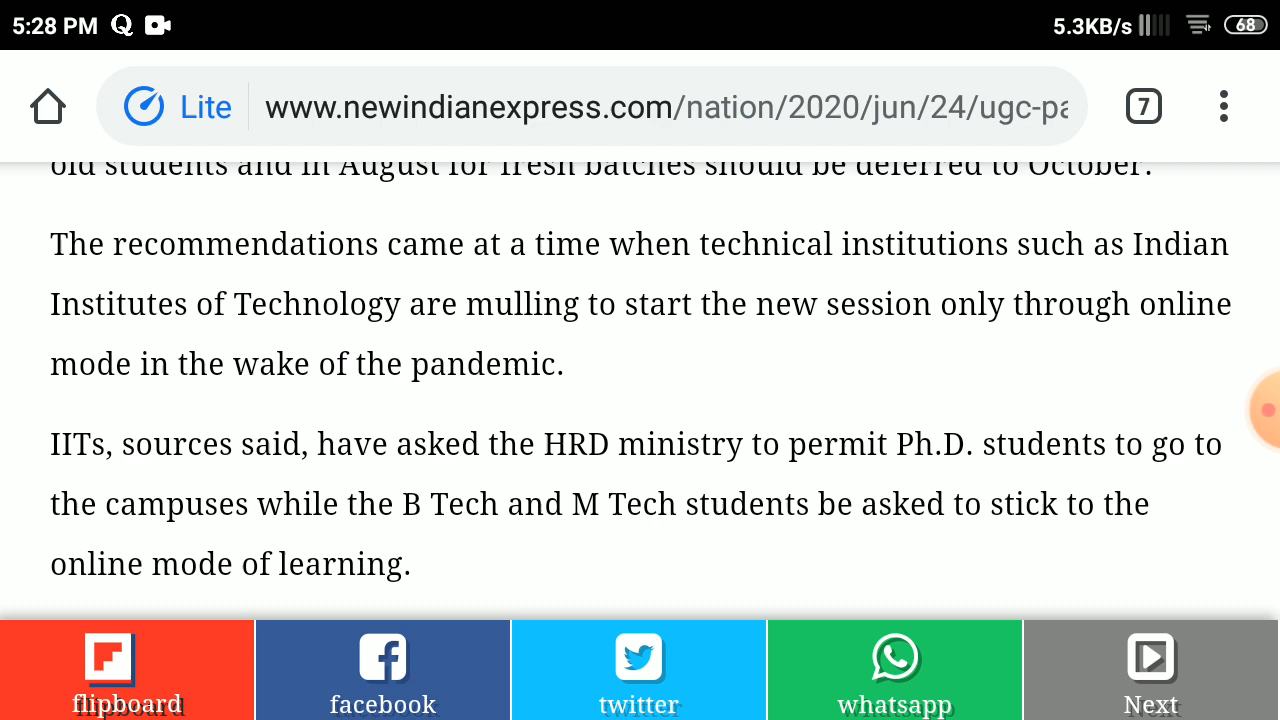 5:28 PM 5.3KB/s 68
Lite www.newindianexpress.com/nation/2020/jun/24/ugc-pa 7
old students and in August for fresh batches should be deferred to October.
The recommendations came at a time when technical institutions such as Indian
Institutes of Technology are mulling to start the new session only through online
mode in the wake of the pandemic.
IITs, sources said, have asked the HRD ministry to permit Ph.D. students to go to
the campuses while the B Tech and M Tech students be asked to stick to the
online mode of learning.
flipboard facebook twitter whatsapp Next